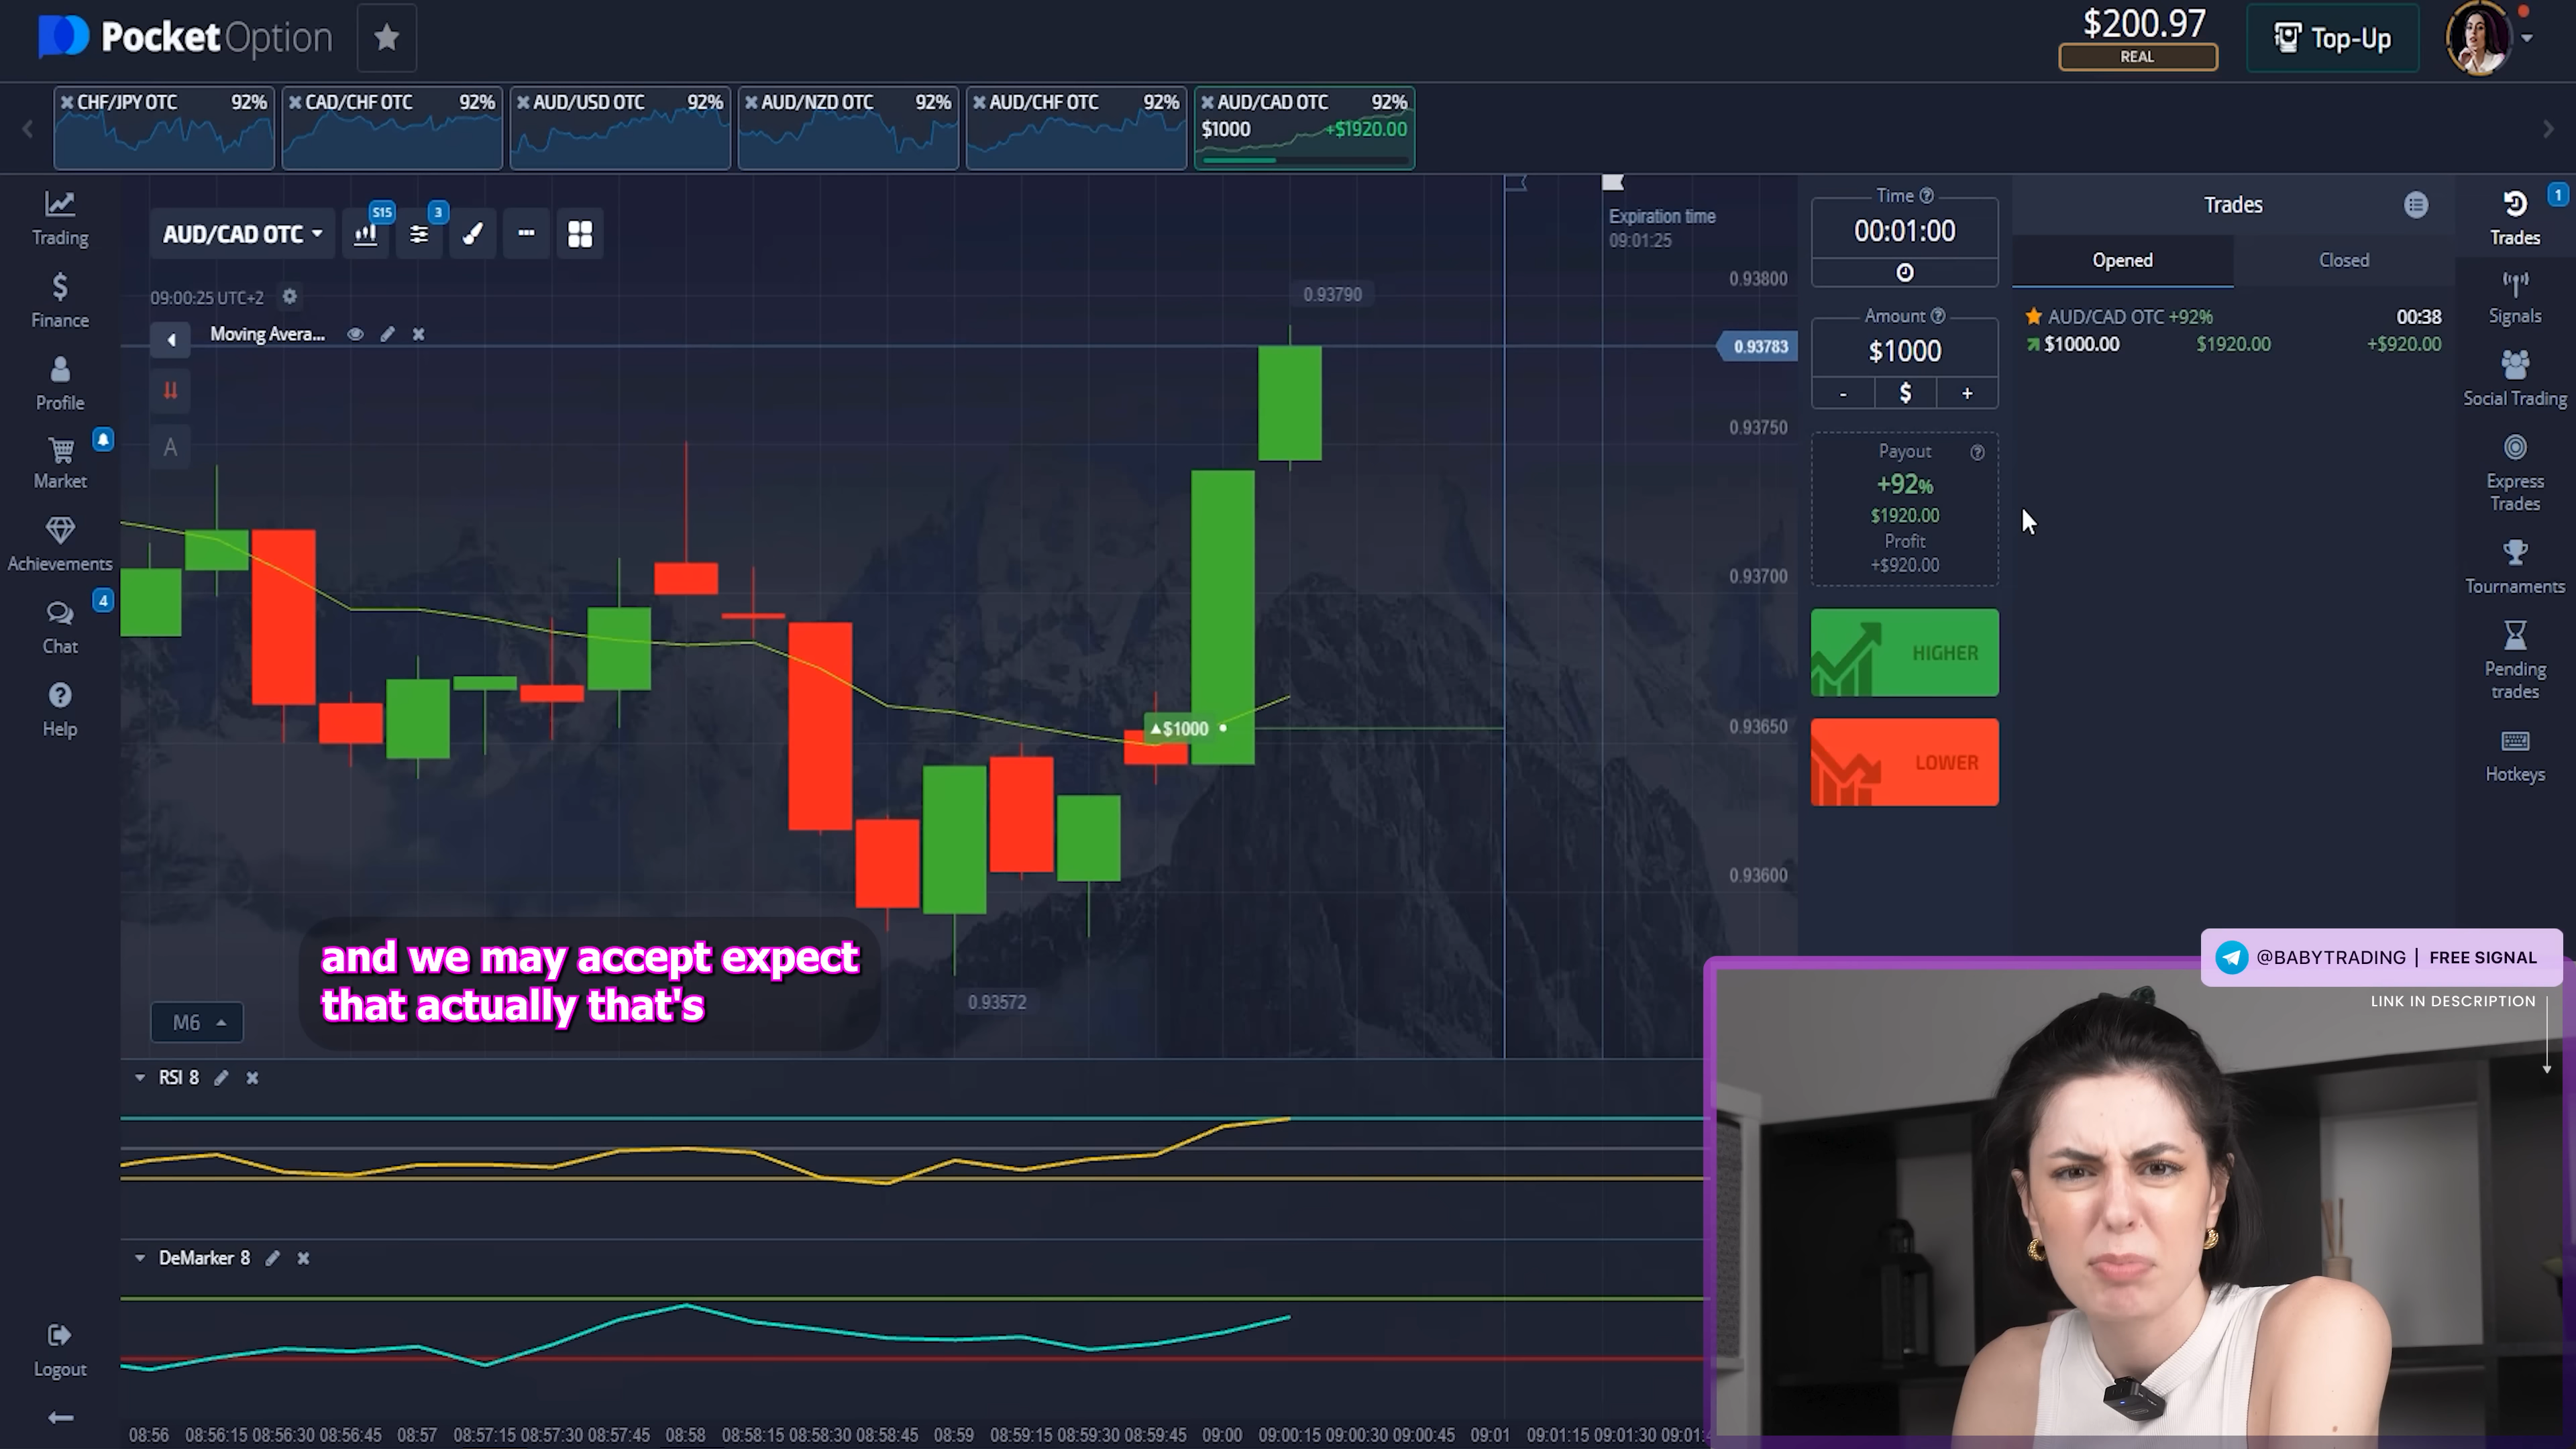 Pocket Option
$200.97
REAL
Top-Up
CHF/JPY OTC 92%
CAD/CHF OTC 92%
AUD/USD OTC 92%
AUD/NZD OTC 92%
AUD/CHF OTC 92%
AUD/CAD OTC 92%
$1000 +$1920.00
Trading
Finance
Profile
Market
Achievements
4
Chat
Help
Logout
AUD/CAD OTC
S15
3
09:00:25 UTC+2
Moving Avera...
A
Expiration time
09:01:25
0.93790
0.93800
0.93783
0.93750
0.93700
0.93650
0.93600
$1000
0.93572
and we may accept expect
that actually that's
M6
RSI 8
DeMarker 8
08:56 08:56:15 08:56:30 08:56:45 08:57 08:57:15 08:57:30 08:57:45 08:58 08:58:15 08:58:30 08:58:45 08:59 08:59:15 08:59:30 08:59:45 09:00 09:00:15 09:00:30 09:00:45 09:01 09:01:15 09:01:30
Time
00:01:00
Amount
$1000
- $ +
Payout
+92%
$1920.00
Profit
+$920.00
HIGHER
LOWER
Trades
Opened Closed
AUD/CAD OTC +92% 00:38
$1000.00 $1920.00 +$920.00
1
Trades
Signals
Social Trading
Express
Trades
Tournaments
Pending
trades
Hotkeys
@BABYTRADING | FREE SIGNAL
LINK IN DESCRIPTION